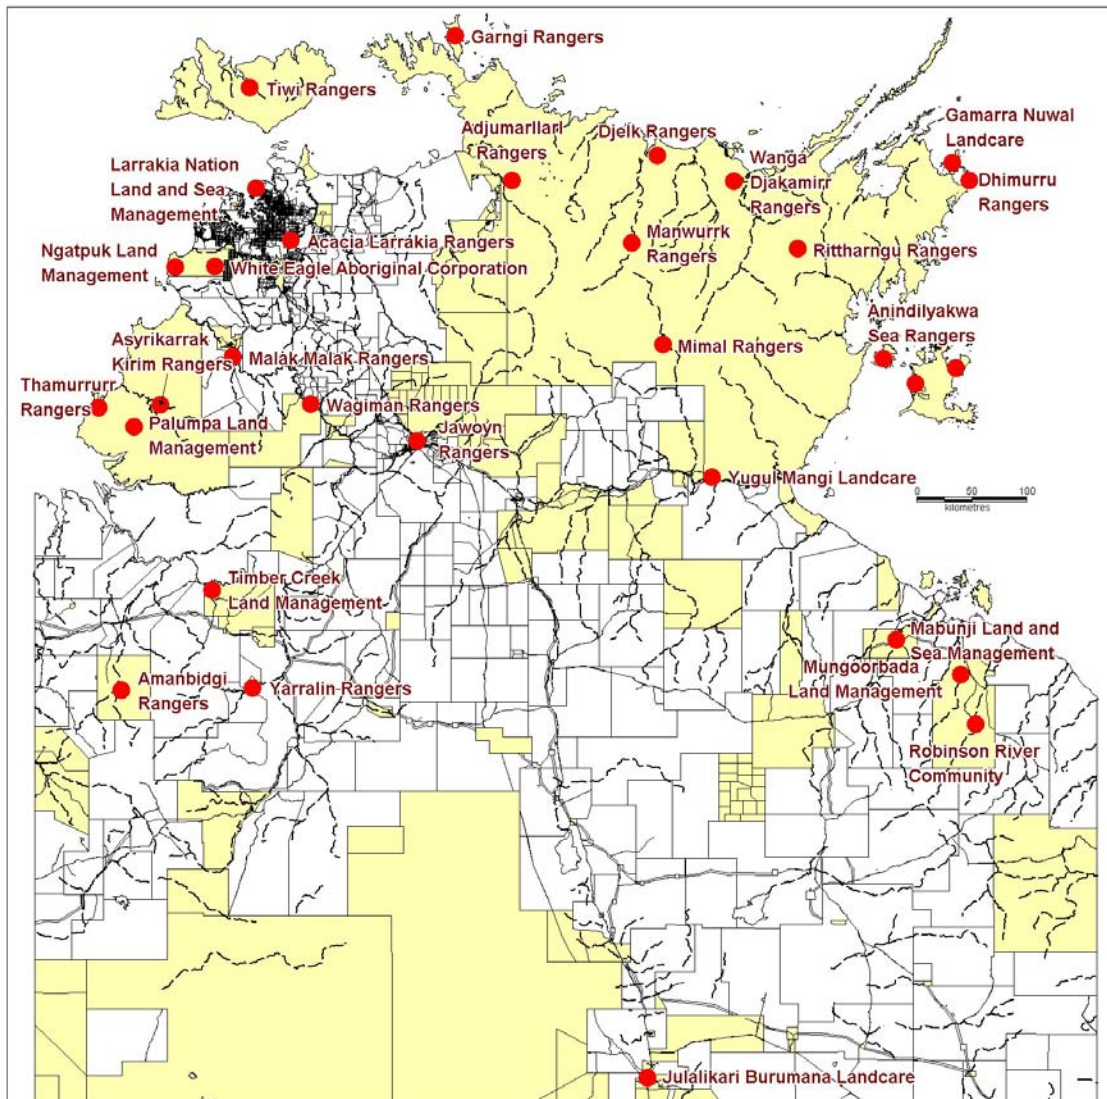 Garngi Rangers
Tiwi Rangers
Adjumarllarl
Rangers
Djelk Rangers
Gamarra Nuwal
Landcare
Larrakia Nation
Land and Sea
Management
Wanga
Djakamirr
Rangers
Dhimurru
Rangers
Acacia Larrakia Rangers
Manwurrk
Rangers
Rittharngu Rangers
Ngatpuk Land
Management
White Eagle Aboriginal Corporation
Anindilyakwa
Sea Rangers
Asyrikarrak
Kirim Rangers
Malak Malak Rangers
Mimal Rangers
Thamurrurr
Rangers
Wagiman Rangers
Palumpa Land
Management
Jawoyn
Rangers
Yugul Mangi Landcare
0 50 100
kilometres
Timber Creek
Land Management
Mabunji Land and
Sea Management
Mungoorbada
Land Management
Amanbidgi
Rangers
Yarralin Rangers
Robinson River
Community
Julalikari Burumana Landcare